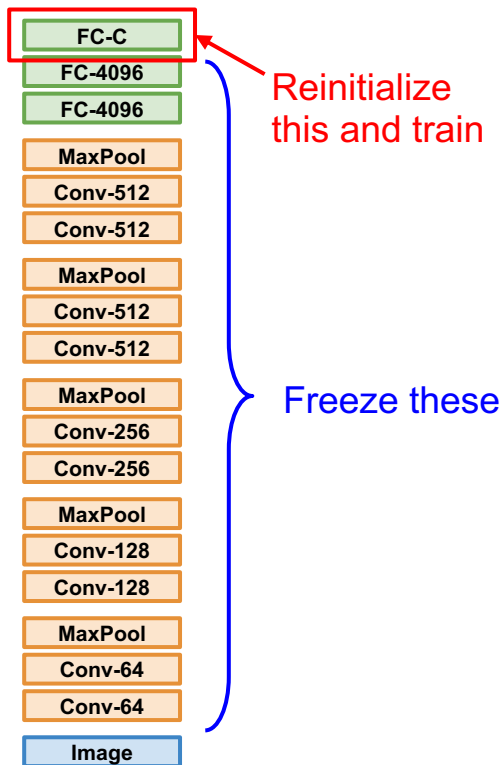 FC-C
FC-4096
FC-4096
MaxPool
Conv-512
Conv-512
MaxPool
Conv-512
Conv-512
MaxPool
Conv-256
Conv-256
MaxPool
Conv-128
Conv-128
MaxPool
Conv-64
Conv-64
Image
Reinitialize
this and train
Freeze these